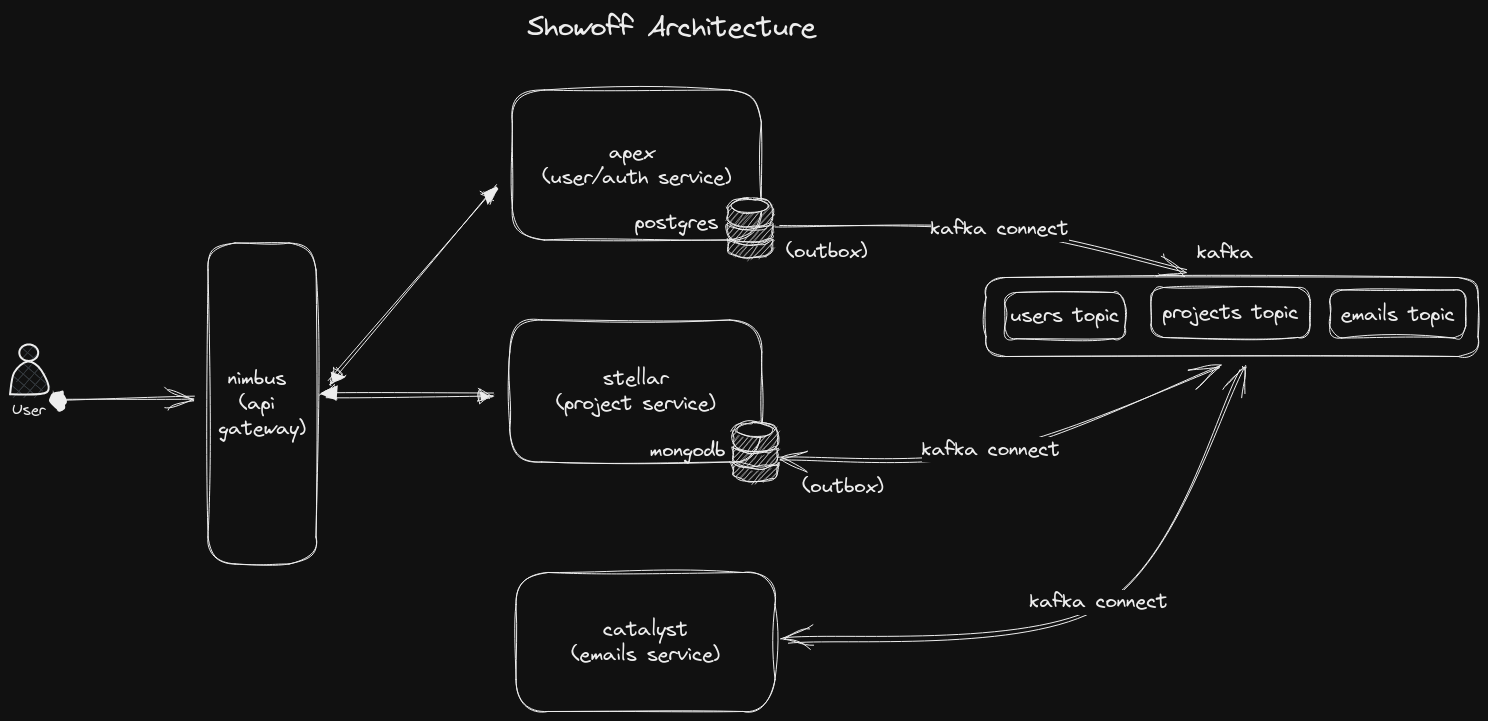 Showoff Architecture
apex
(user/auth service)
postgres
(outbox)
kafka connect
kafka
users topic
projects topic
emails topic
User
nimbus
(api
gateway)
stellar
(project service)
mongodb
(outbox)
kafka connect
catalyst
(emails service)
kafka connect